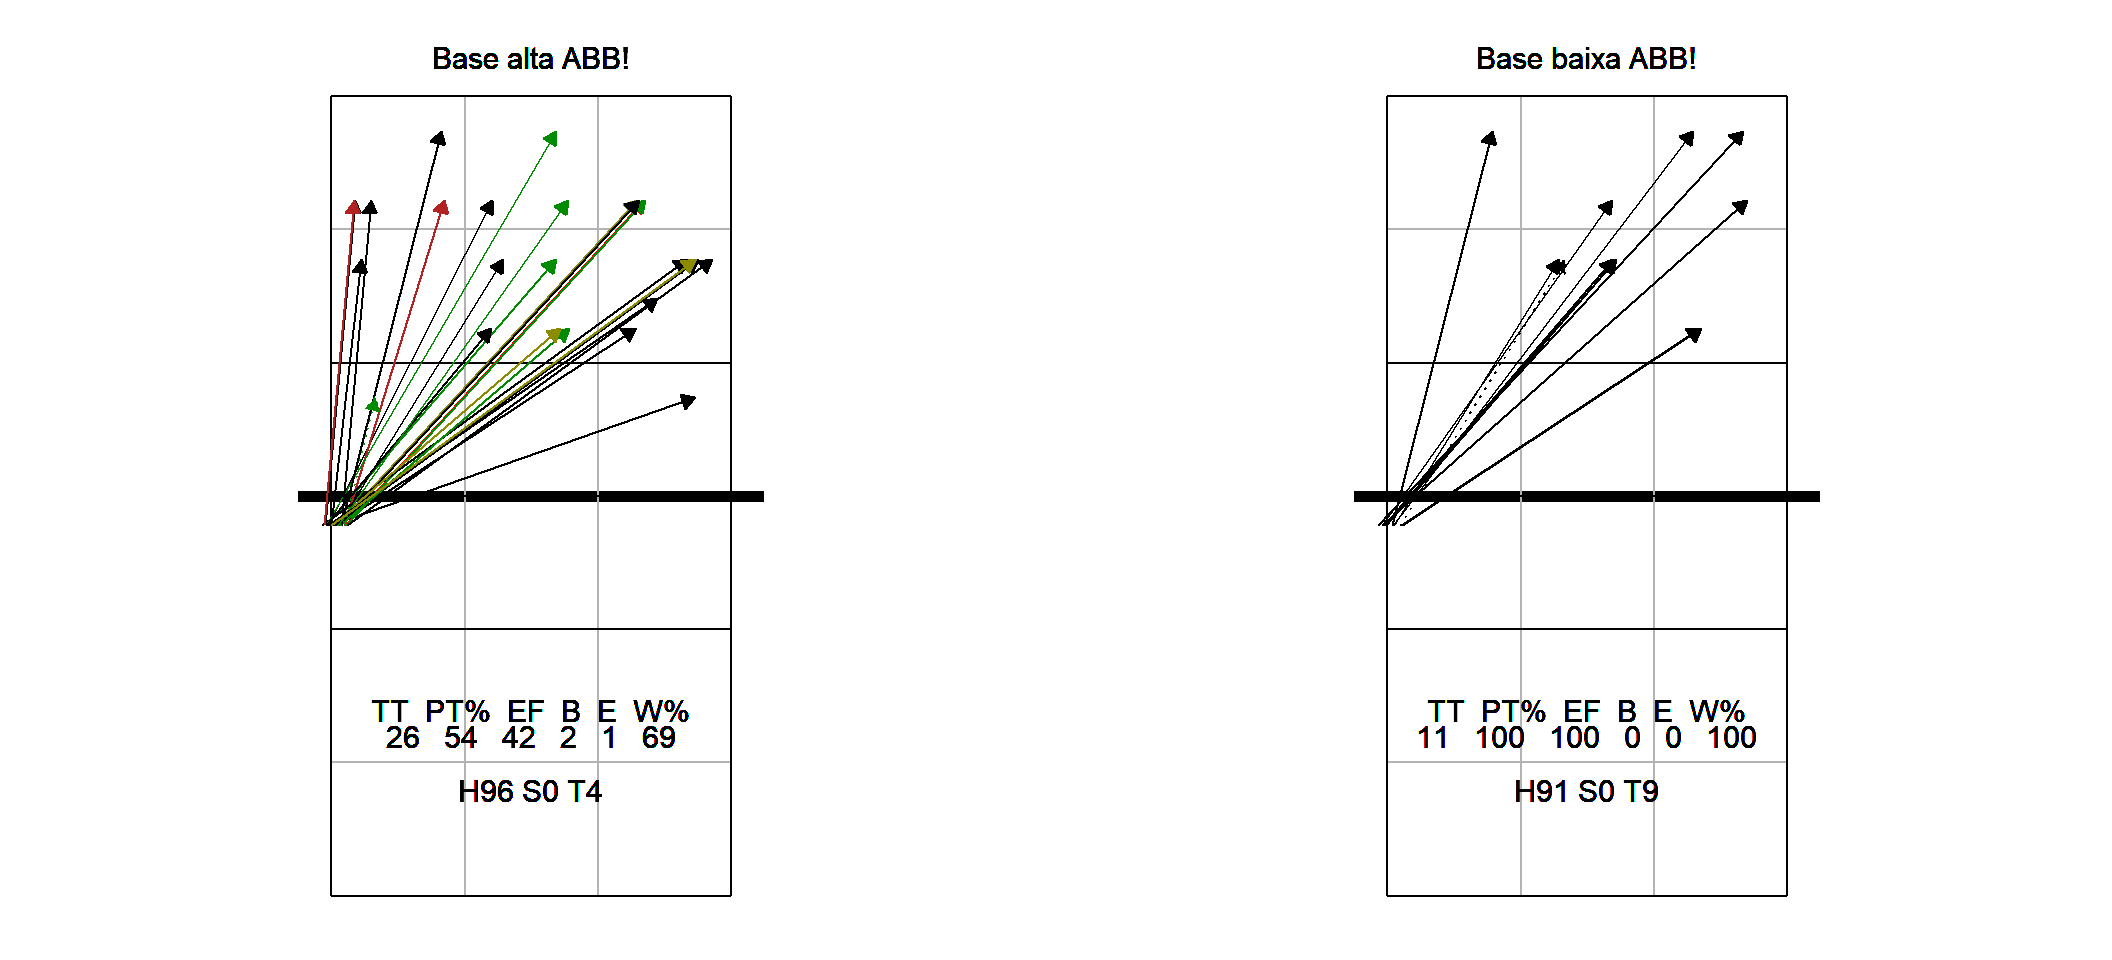 Base alta ABB!
TT PT% EF B E W%
26 54 42 2 1 69
H96 S0 T4
Base baixa ABB!
TT PT% EF B E W%
11 100 100 0 0 100
H91 S0 T9